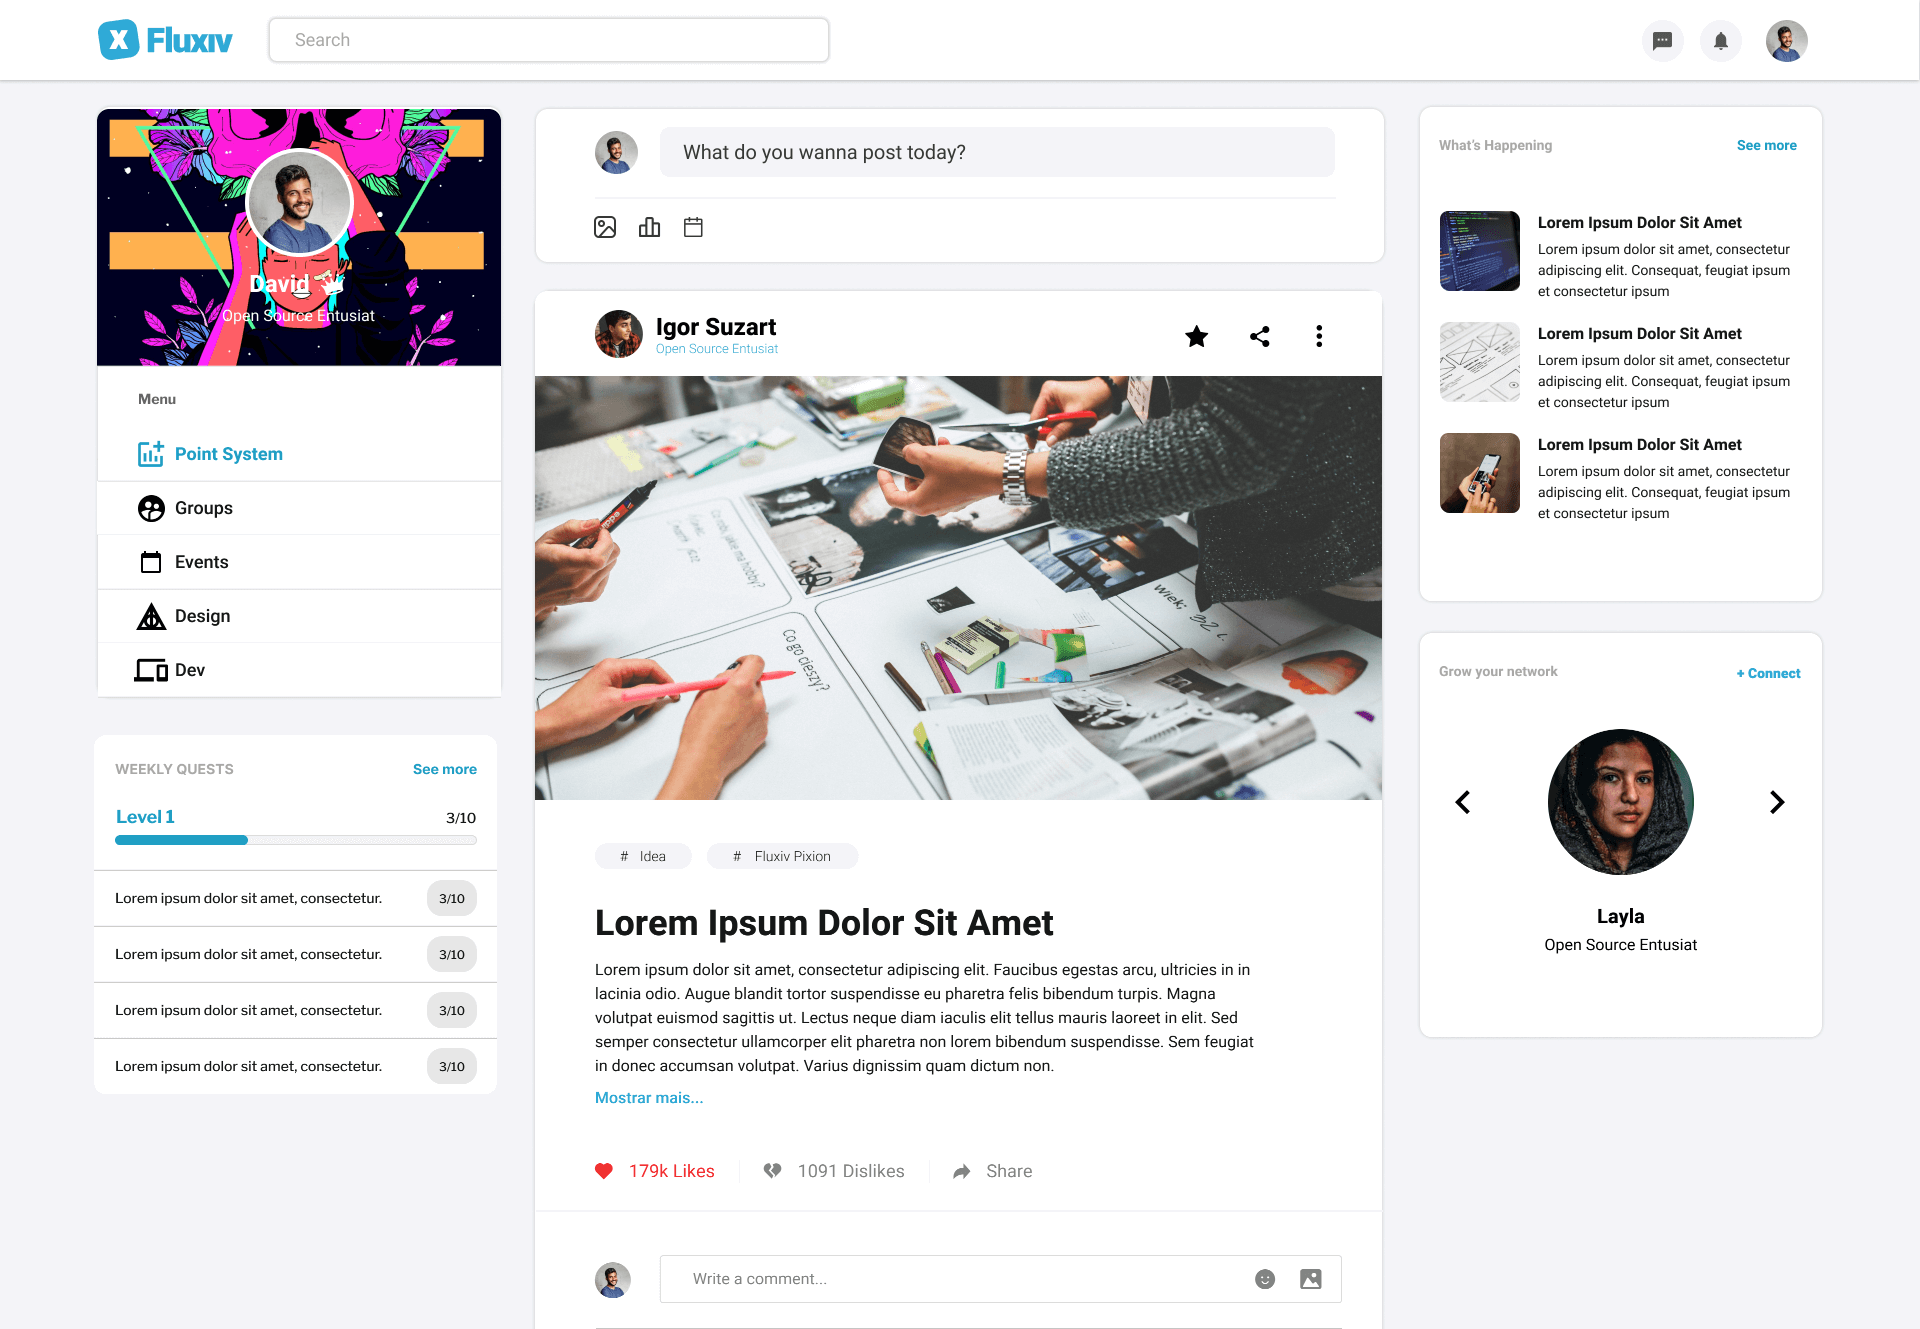 Fluxiv
Search
David
Open Source Entusiat
Menu
Point System
Groups
Events
Design
Dev
WEEKLY QUESTS
See more
Level 1
3/10
Lorem ipsum dolor sit amet, consectetur.
3/10
Lorem ipsum dolor sit amet, consectetur.
3/10
Lorem ipsum dolor sit amet, consectetur.
3/10
Lorem ipsum dolor sit amet, consectetur.
3/10
What do you wanna post today?
Igor Suzart
Open Source Entusiat
edding
ma hobby?
Wiek: 32 l.
Co go cieszy?
# Idea
# Fluxiv Pixion
Lorem Ipsum Dolor Sit Amet
Lorem ipsum dolor sit amet, consectetur adipiscing elit. Faucibus egestas arcu, ultricies in in
lacinia odio. Augue blandit tortor suspendisse eu pharetra felis bibendum turpis. Magna
volutpat euismod sagittis ut. Lectus neque diam iaculis elit tellus mauris laoreet in elit. Sed
semper consectetur ullamcorper elit pharetra non lorem bibendum suspendisse. Sem feugiat
in donec accumsan volutpat. Varius dignissim quam dictum non.
Mostrar mais...
179k Likes
1091 Dislikes
Share
Write a comment...
What's Happening
See more
Lorem Ipsum Dolor Sit Amet
Lorem ipsum dolor sit amet, consectetur
adipiscing elit. Consequat, feugiat ipsum
et consectetur ipsum
Lorem Ipsum Dolor Sit Amet
Lorem ipsum dolor sit amet, consectetur
adipiscing elit. Consequat, feugiat ipsum
et consectetur ipsum
Lorem Ipsum Dolor Sit Amet
Lorem ipsum dolor sit amet, consectetur
adipiscing elit. Consequat, feugiat ipsum
et consectetur ipsum
Grow your network
+ Connect
Layla
Open Source Entusiat